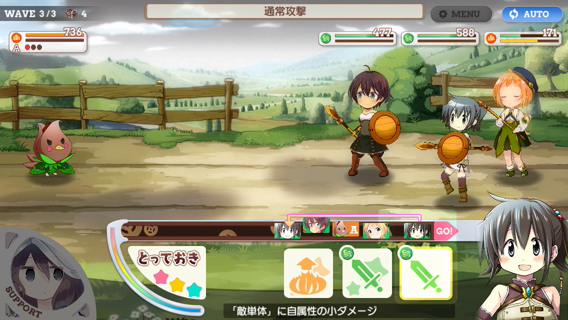 WAVE 3/3 4
通常攻撃
MENU
AUTO
736
A
477
588
171
GO!
とっておき
SUPPORT
「敵単体」に自属性の小ダメージ